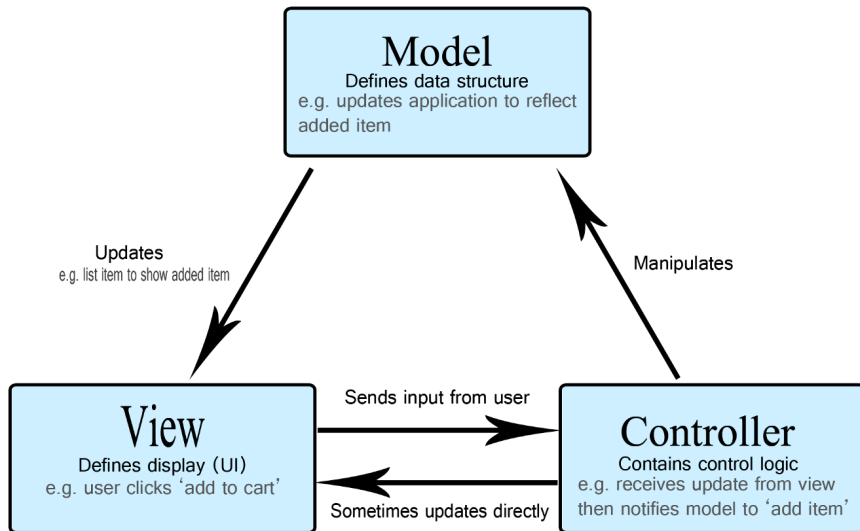 Model
Defines data structure
e.g. updates application to reflect
added item
Updates
e.g. list item to show added item
Manipulates
View
Defines display (UI)
e.g. user clicks ‘add to cart’
Sends input from user
Sometimes updates directly
Controller
Contains control logic
e.g. receives update from view
then notifies model to ‘add item’